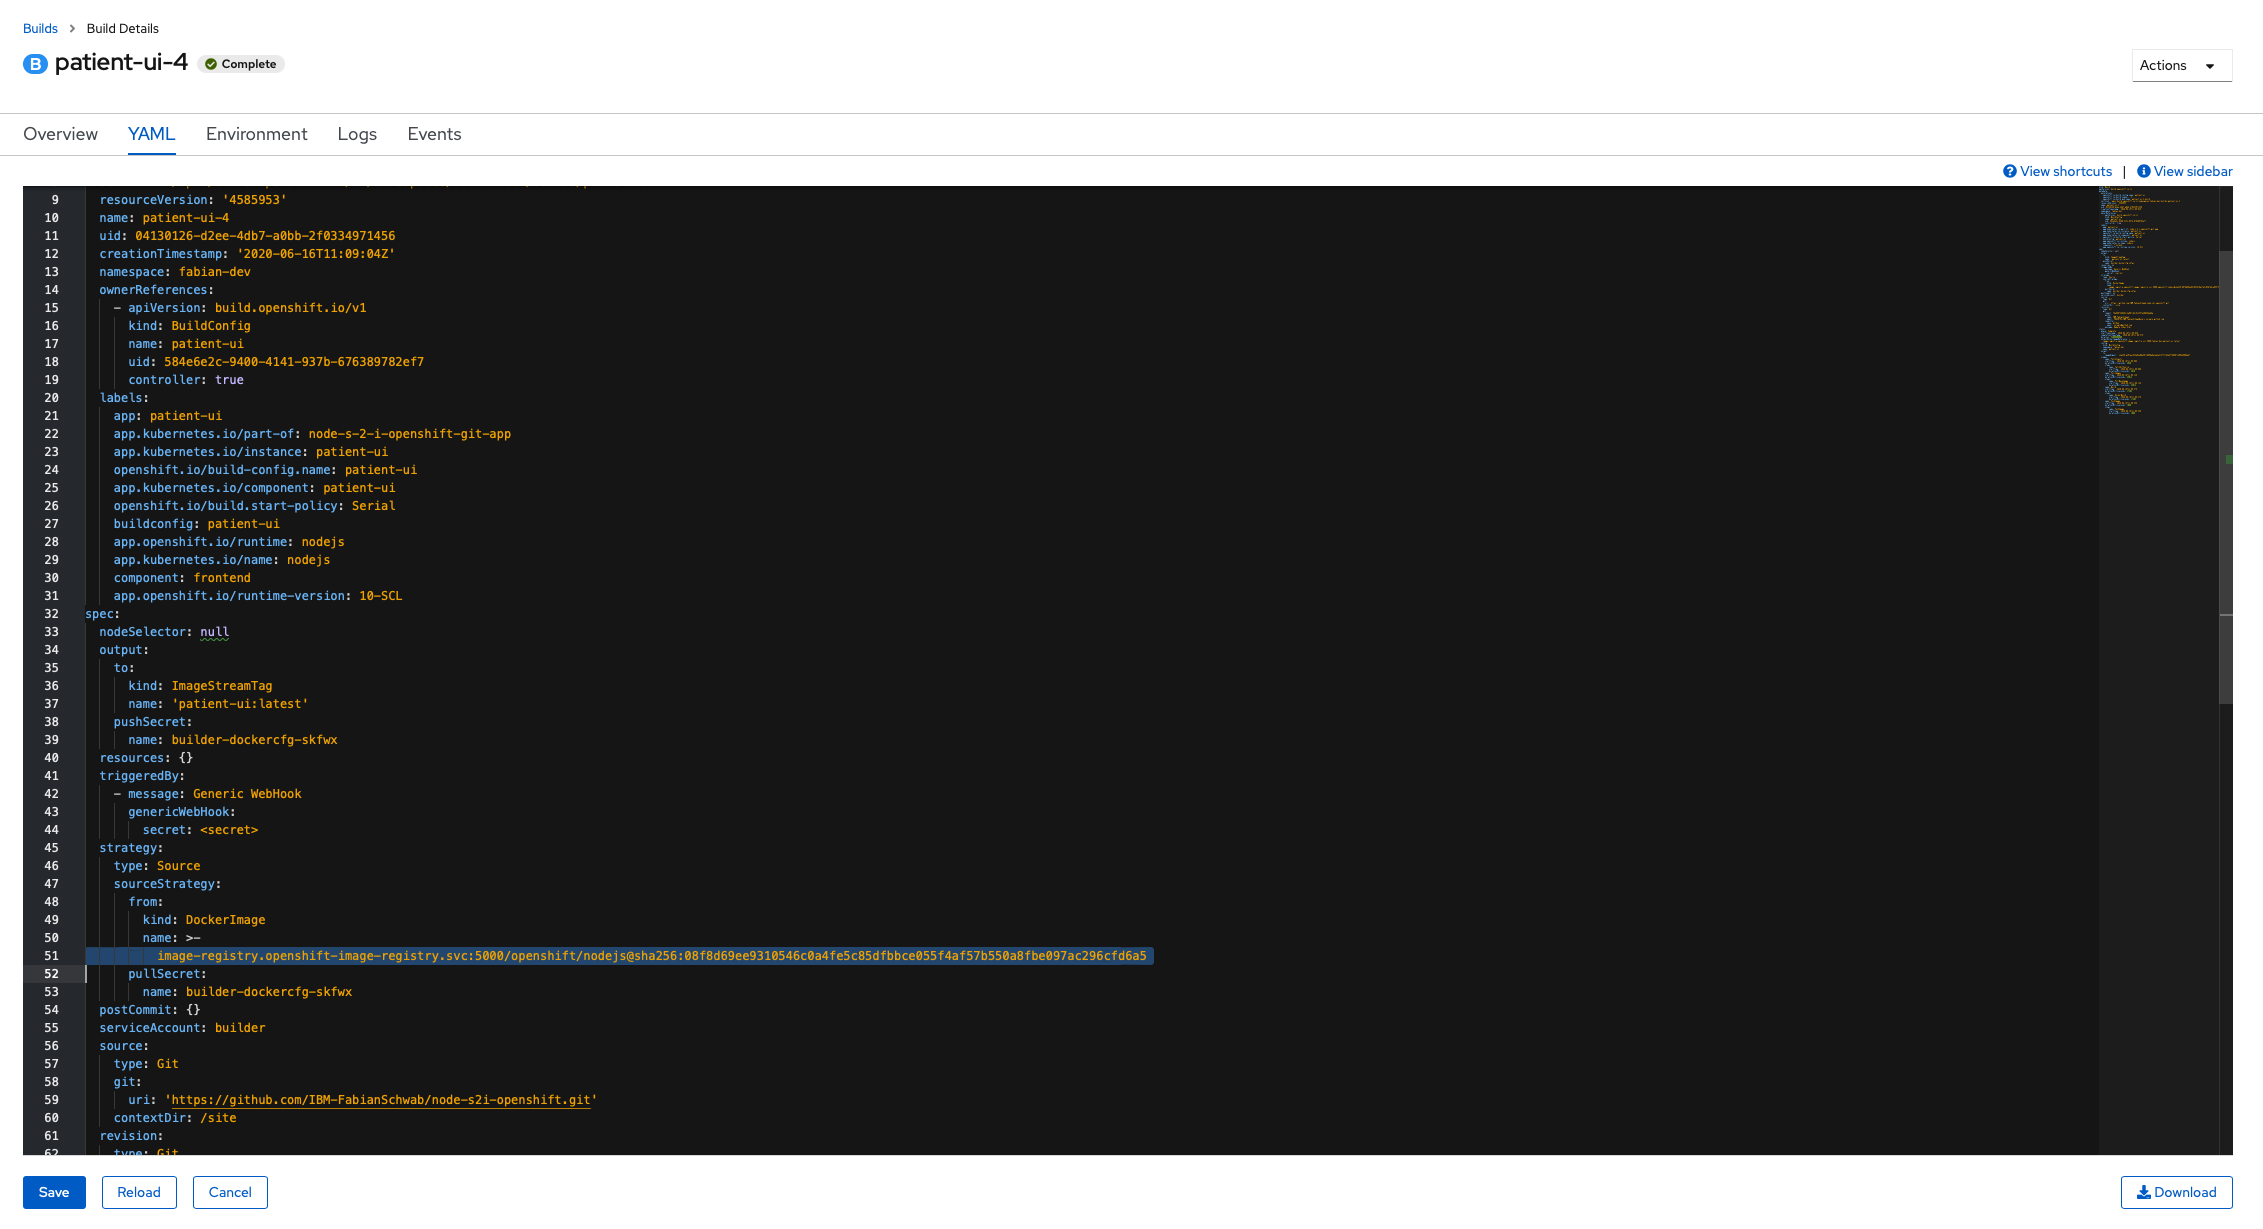 Builds > Build Details
B patient-ui-4 Complete
Actions
Overview YAML Environment Logs Events
View shortcuts | View sidebar
9 resourceVersion: '4585953'
10 name: patient-ui-4
11 uid: 04130126-d2ee-4db7-a0bb-2f0334971456
12 creationTimestamp: '2020-06-16T11:09:04Z'
13 namespace: fabian-dev
14 ownerReferences:
15 - apiVersion: build.openshift.io/v1
16 kind: BuildConfig
17 name: patient-ui
18 uid: 584e6e2c-9400-4141-937b-676389782ef7
19 controller: true
20 labels:
21 app: patient-ui
22 app.kubernetes.io/part-of: node-s-2-i-openshift-git-app
23 app.kubernetes.io/instance: patient-ui
24 openshift.io/build-config.name: patient-ui
25 app.kubernetes.io/component: patient-ui
26 openshift.io/build.start-policy: Serial
27 buildconfig: patient-ui
28 app.openshift.io/runtime: nodejs
29 app.kubernetes.io/name: nodejs
30 component: frontend
31 app.openshift.io/runtime-version: 10-SCL
32 spec:
33 nodeSelector: null
34 output:
35 to:
36 kind: ImageStreamTag
37 name: 'patient-ui:latest'
38 pushSecret:
39 name: builder-dockercfg-skfwx
40 resources: {}
41 triggeredBy:
42 - message: Generic WebHook
43 genericWebHook:
44 secret: <secret>
45 strategy:
46 type: Source
47 sourceStrategy:
48 from:
49 kind: DockerImage
50 name: >-
51 image-registry.openshift-image-registry.svc:5000/openshift/nodejs@sha256:08f8d69ee9310546c0a4fe5c85dfbbce055f4af57b550a8fbe097ac296cfd6a5
52 pullSecret:
53 name: builder-dockercfg-skfwx
54 postCommit: {}
55 serviceAccount: builder
56 source:
57 type: Git
58 git:
59 uri: 'https://github.com/IBM-FabianSchwab/node-s2i-openshift.git'
60 contextDir: /site
61 revision:
62 type: Git
Save Reload Cancel Download